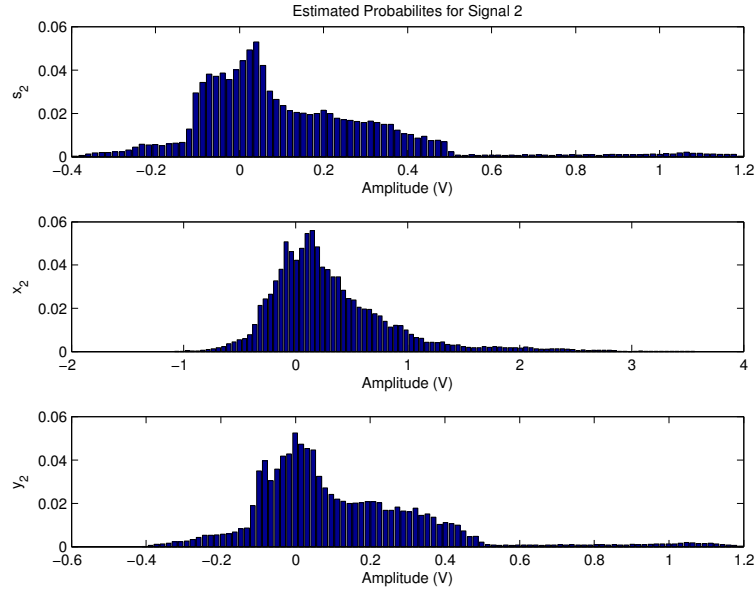 Estimated Probabilites for Signal 2
0.06
0.04
0.02
0
s2
−0.4 −0.2 0 0.2 0.4 0.6 0.8 1 1.2
Amplitude (V)
0.06
0.04
0.02
0
x2
−2 −1 0 1 2 3 4
Amplitude (V)
0.06
0.04
0.02
0
y2
−0.6 −0.4 −0.2 0 0.2 0.4 0.6 0.8 1 1.2
Amplitude (V)